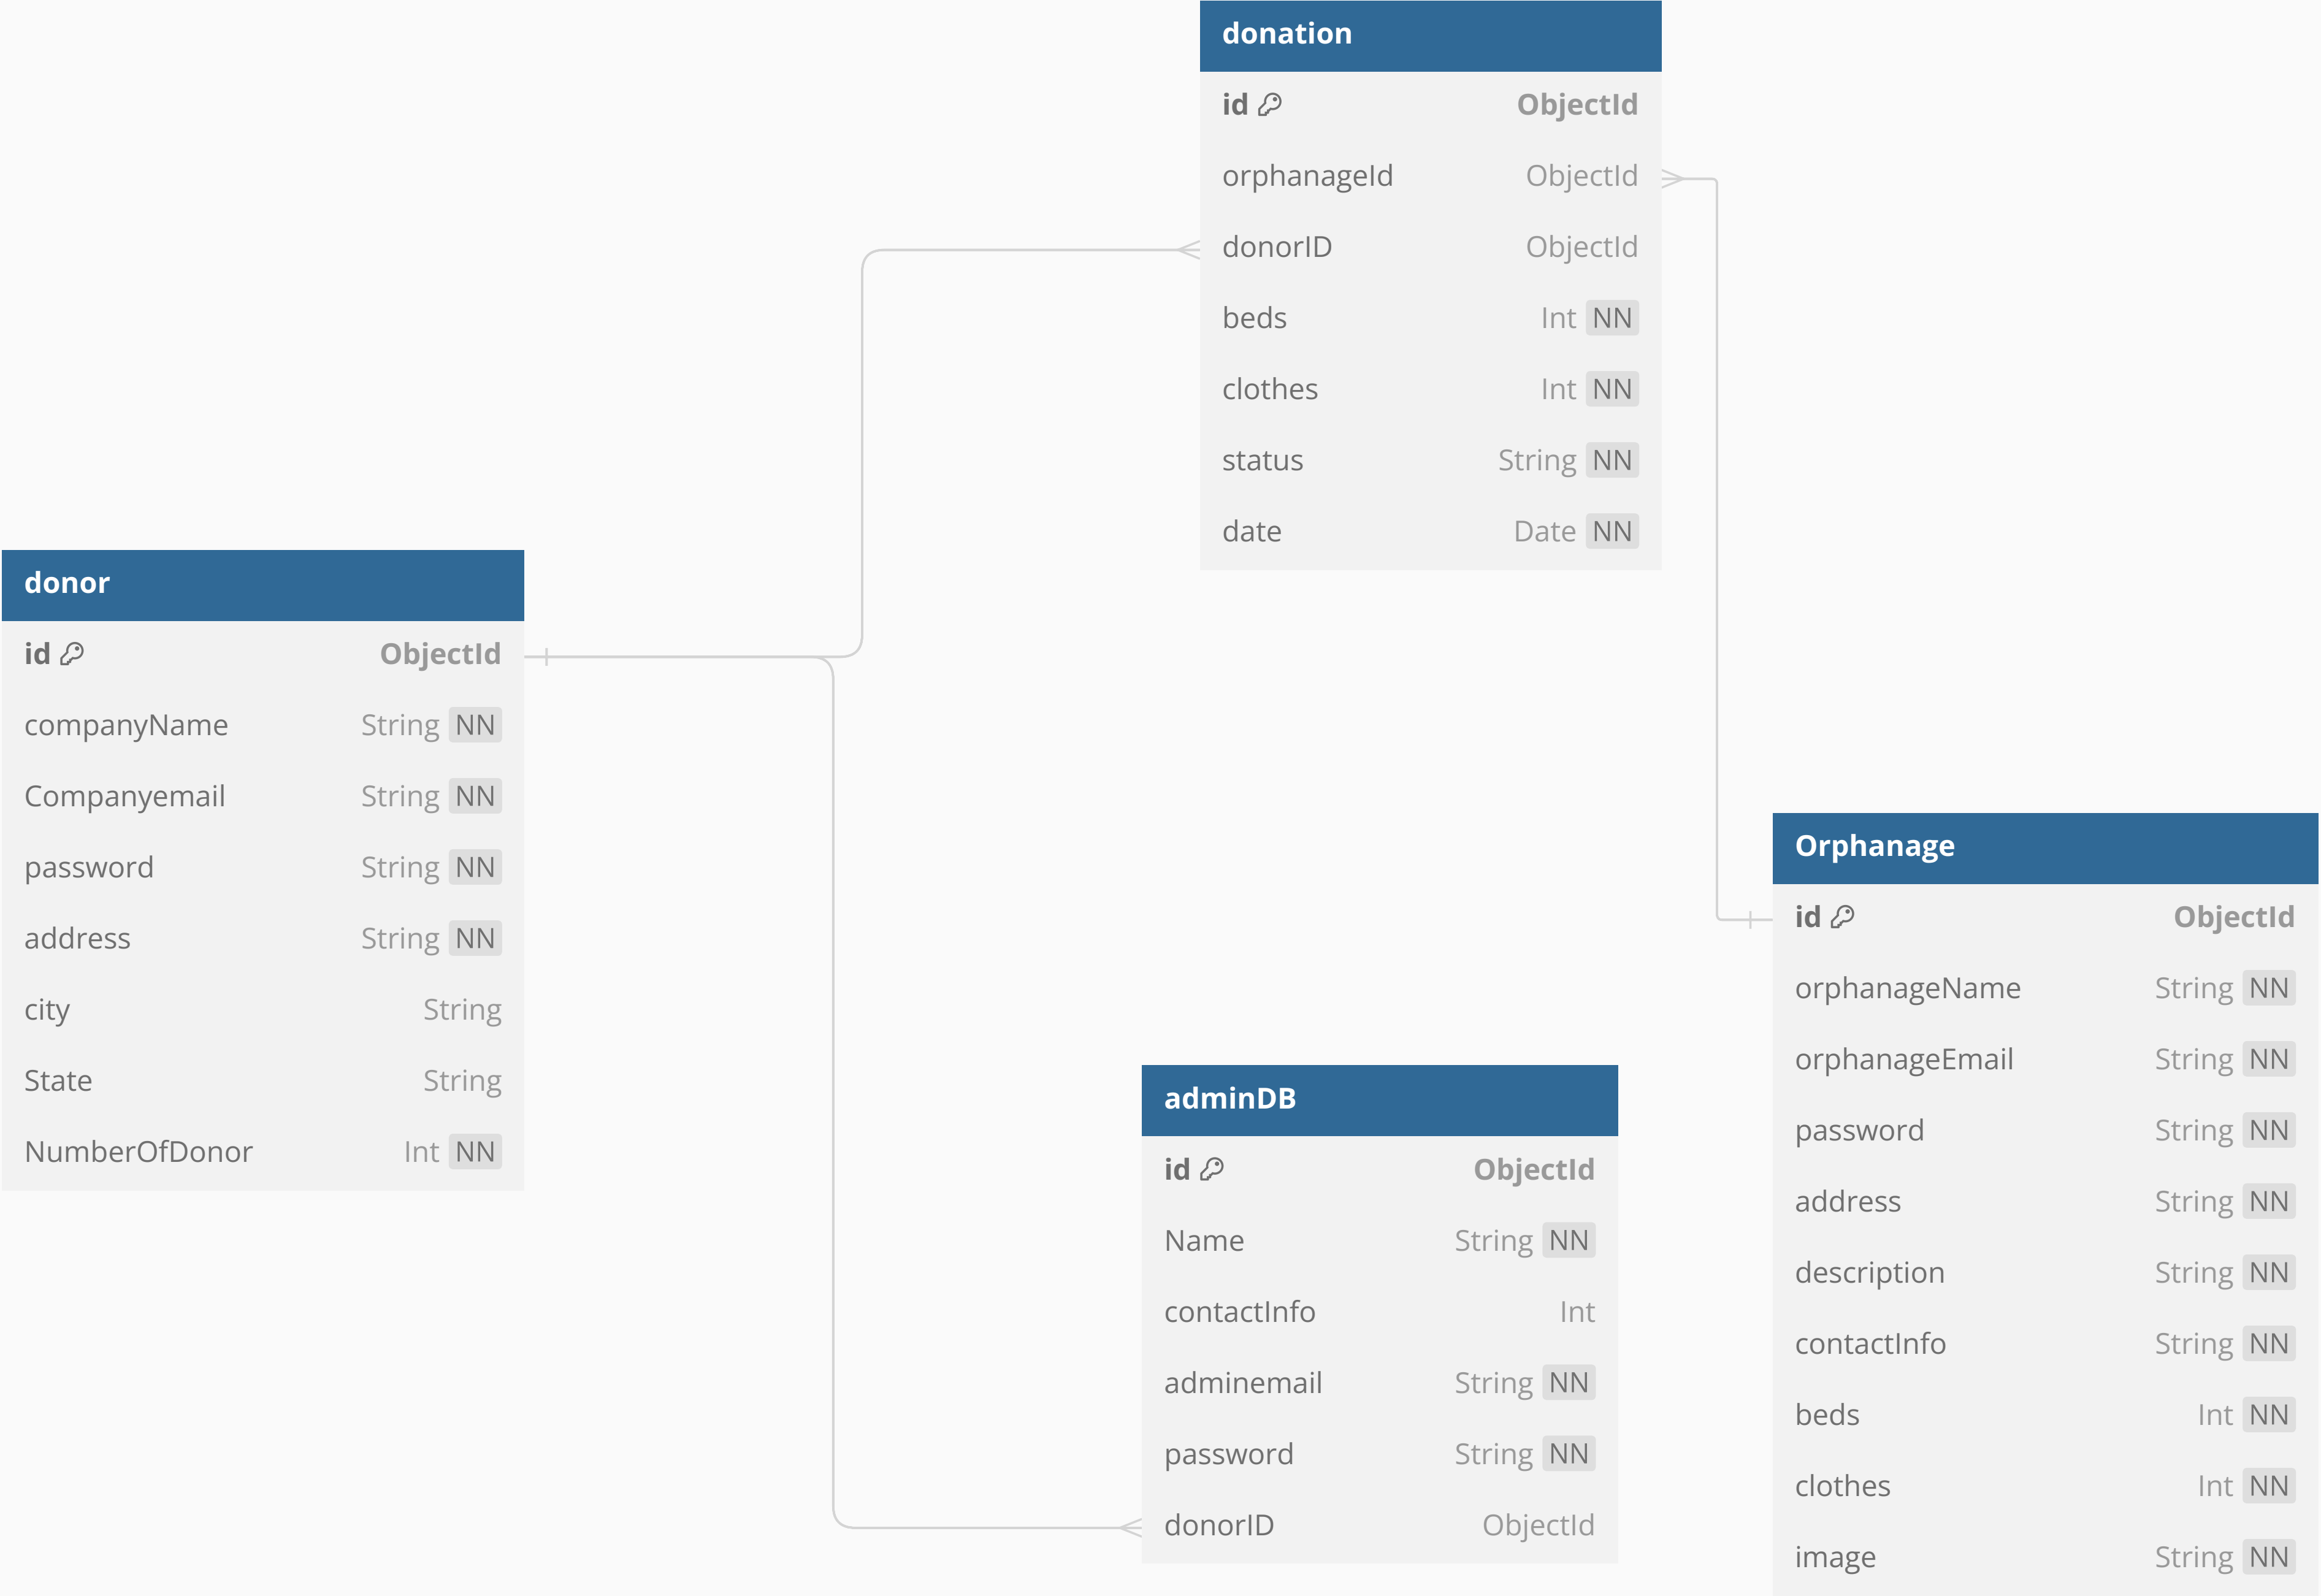 donation
id ObjectId
orphanageId ObjectId
donorID ObjectId
beds Int NN
clothes Int NN
status String NN
date Date NN
donor
id ObjectId
companyName String NN
Companyemail String NN
password String NN
address String NN
city String
State String
NumberOfDonor Int NN
Orphanage
id ObjectId
orphanageName String NN
orphanageEmail String NN
password String NN
address String NN
description String NN
contactInfo String NN
beds Int NN
clothes Int NN
image String NN
adminDB
id ObjectId
Name String NN
contactInfo Int
adminemail String NN
password String NN
donorID ObjectId